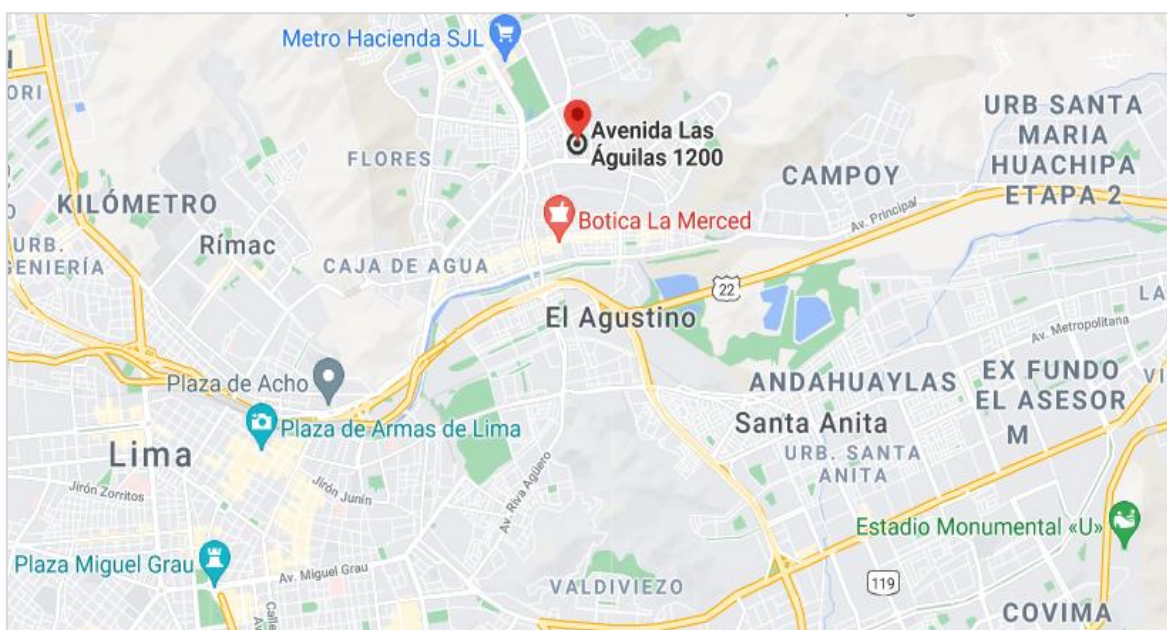 Metro Hacienda SJL
ORI
Avenida Las
Águilas 1200
URB SANTA
MARIA
HUACHIPA
ETAPA 2
FLORES
CAMPOY
KILÓMETRO
Botica La Merced
Av. Principal
Rímac
URB.
GENIERÍA
CAJA DE AGUA
22
LA
El Agustino
Av. Metropolitana
Plaza de Acho
ANDAHUAYLAS
EX FUNDO
EL ASESOR
M
VI
Plaza de Armas de Lima
Santa Anita
Lima
URB. SANTA
ANITA
Jirón Zorritos
Jirón Junín
Av. Riva Agüero
Estadio Monumental «U»
Plaza Miguel Grau
Av. Miguel Grau
VALDIVIEZO
119
Calle
COVIMA